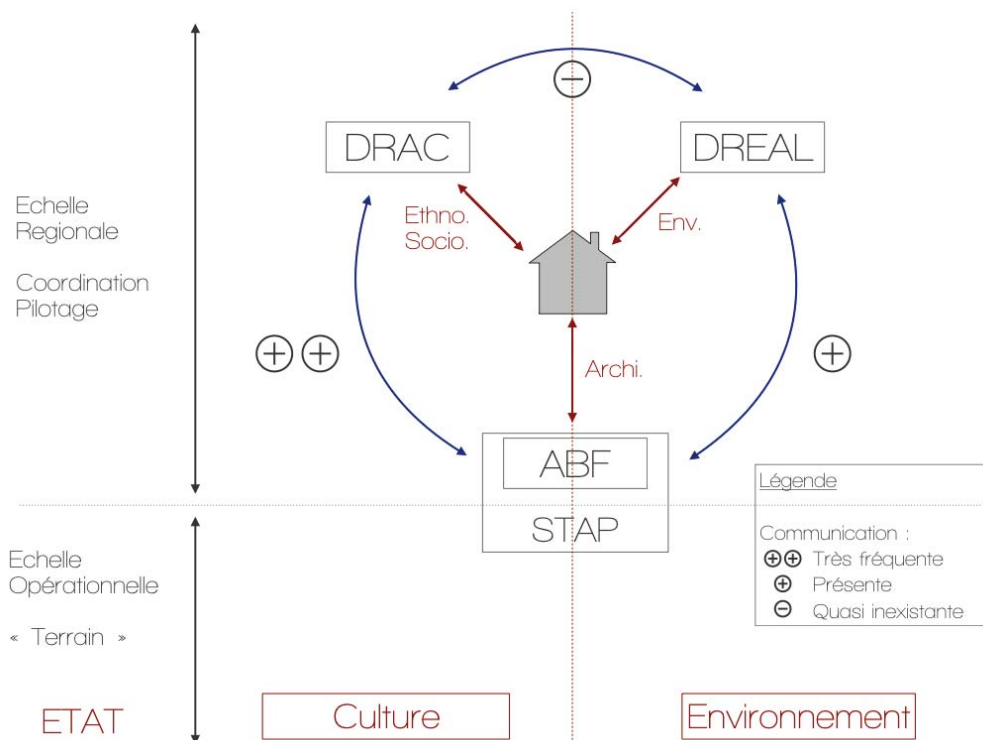 DRAC
DREAL
Echelle
Regionale
Coordination
Pilotage
Ethno.
Socio.
Env.
Archi.
ABF
STAP
Légende
Communication :
Très fréquente
Présente
Quasi inexistante
Echelle
Opérationnelle
« Terrain »
ETAT
Culture
Environnement